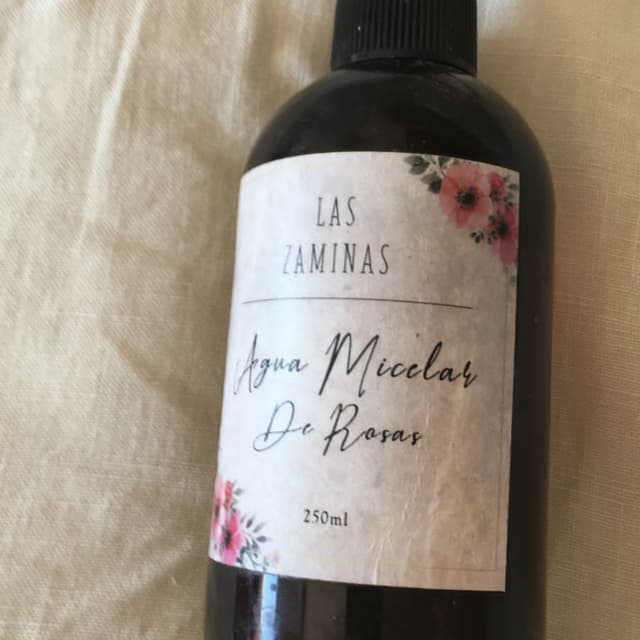 LAS
ZAMINAS
Agua Micelar
De Rosas
250ml